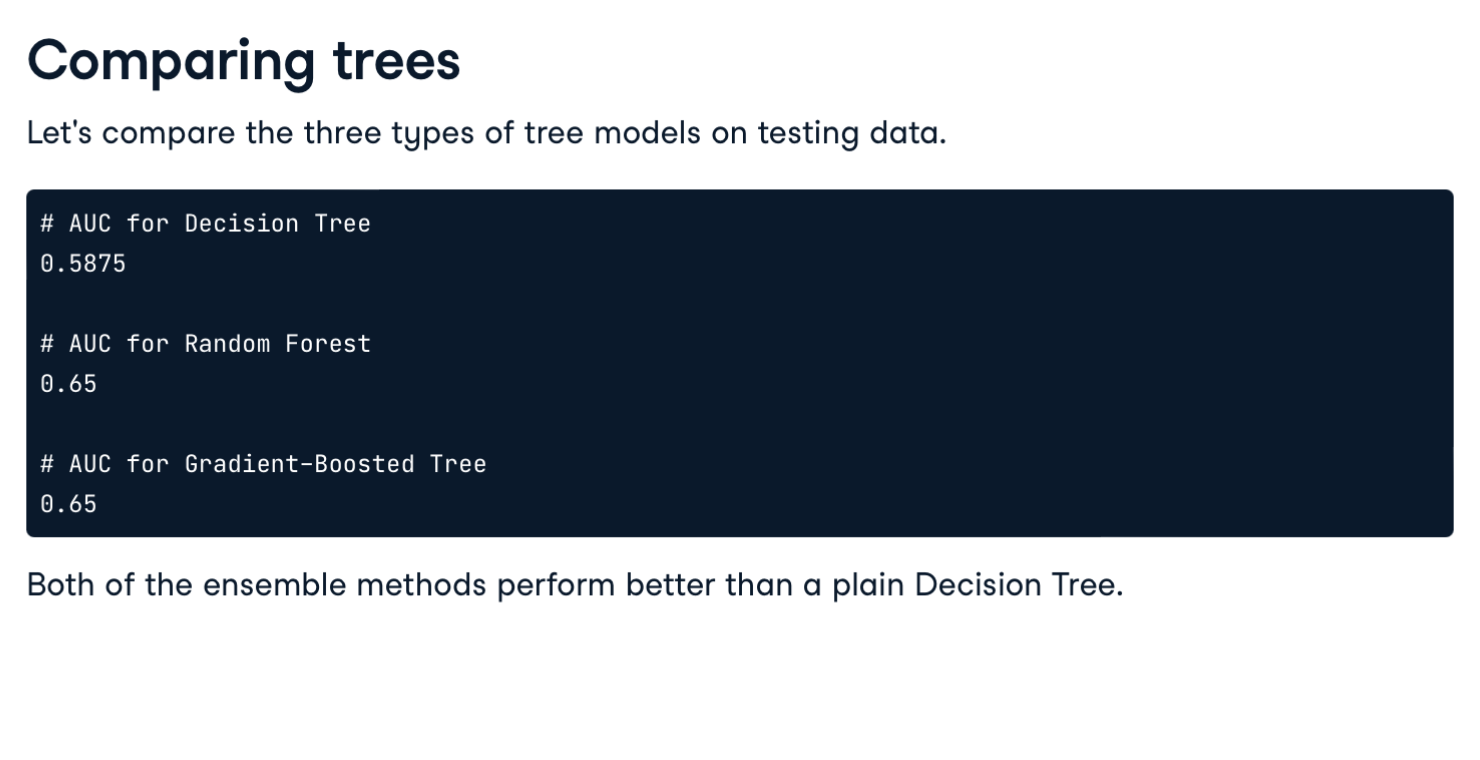 Comparing trees
Let's compare the three types of tree models on testing data.
# AUC for Decision Tree
0.5875
# AUC for Random Forest
0.65
# AUC for Gradient-Boosted Tree
0.65
Both of the ensemble methods perform better than a plain Decision Tree.